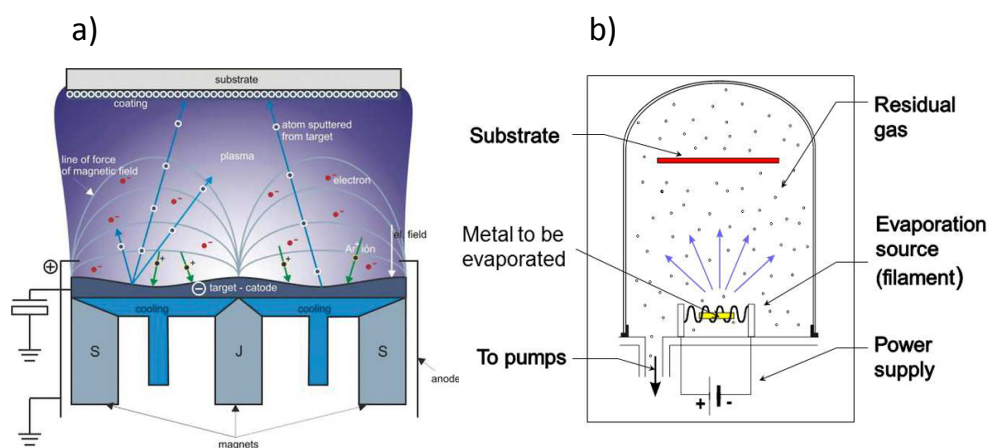 a)
substrate
coating
atom sputtered
from target
plasma
line of force
of magnetic field
electron
-
-
-
-
-
-
-
-
-
-
el. field
Ar ión
+
+
+
+
+
-
target - catode
cooling
cooling
S
J
S
anode
magnets
b)
Residual
gas
Substrate
Metal to be
evaporated
Evaporation
source
(filament)
To pumps
Power
supply
+
-